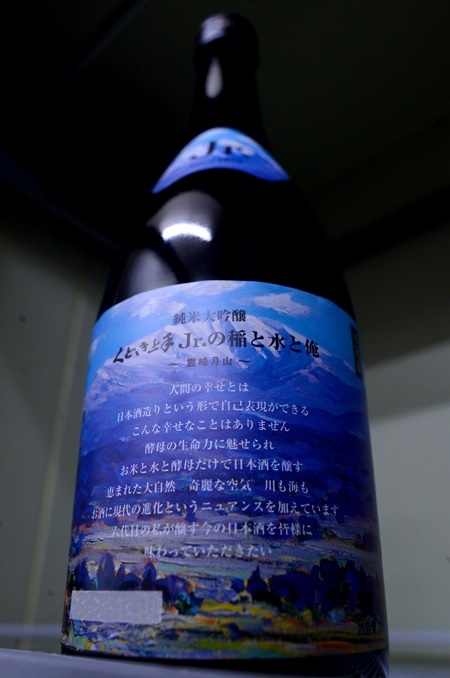 Jr.
純米大吟醸
くどき上手Jr.の稲と水と俺
～霊峰月山～
人間の幸せとは
日本酒造りという形で自己表現ができる
こんな幸せなことはありません
酵母の生命力に魅せられ
お米と水と酵母だけで日本酒を醸す
恵まれた大自然 奇麗な空気 川も海も
お酒に現代の進化というニュアンスを加えています
六代目の私が醸す今の日本酒を皆様に
味わっていただきたい